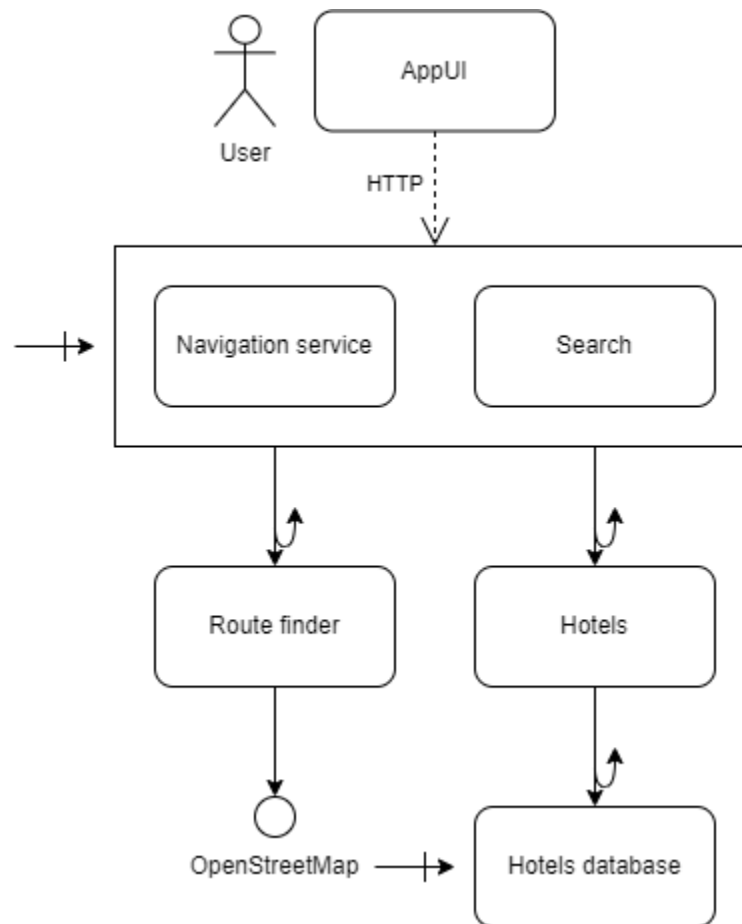 AppUI
User
HTTP
Navigation service
Search
Route finder
Hotels
OpenStreetMap
Hotels database